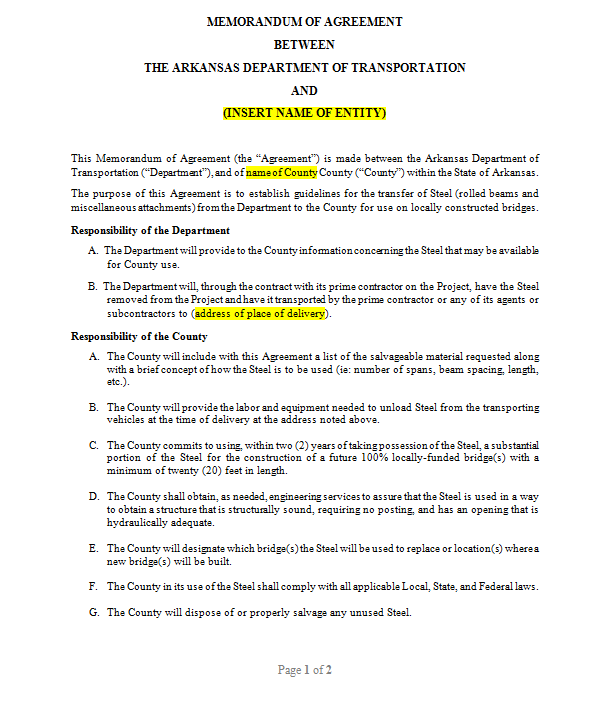 MEMORANDUM OF AGREEMENT
BETWEEN
THE ARKANSAS DEPARTMENT OF TRANSPORTATION
AND
(INSERT NAME OF ENTITY)
This Memorandum of Agreement (the “Agreement”) is made between the Arkansas Department of
Transportation (“Department”), and of name of County County (“County”) within the State of Arkansas.
The purpose of this Agreement is to establish guidelines for the transfer of Steel (rolled beams and
miscellaneous attachments) from the Department to the County for use on locally constructed bridges.
Responsibility of the Department
A. The Department will provide to the County information concerning the Steel that may be available
for County use.
B. The Department will, through the contract with its prime contractor on the Project, have the Steel
removed from the Project and have it transported by the prime contractor or any of its agents or
subcontractors to (address of place of delivery).
Responsibility of the County
A. The County will include with this Agreement a list of the salvageable material requested along
with a brief concept of how the Steel is to be used (ie: number of spans, beam spacing, length,
etc.).
B. The County will provide the labor and equipment needed to unload Steel from the transporting
vehicles at the time of delivery at the address noted above.
C. The County commits to using, within two (2) years of taking possession of the Steel, a substantial
portion of the Steel for the construction of a future 100% locally-funded bridge(s) with a
minimum of twenty (20) feet in length.
D. The County shall obtain, as needed, engineering services to assure that the Steel is used in a way
to obtain a structure that is structurally sound, requiring no posting, and has an opening that is
hydraulically adequate.
E. The County will designate which bridge(s) the Steel will be used to replace or location(s) where a
new bridge(s) will be built.
F. The County in its use of the Steel shall comply with all applicable Local, State, and Federal laws.
G. The County will dispose of or properly salvage any unused Steel.
Page 1 of 2